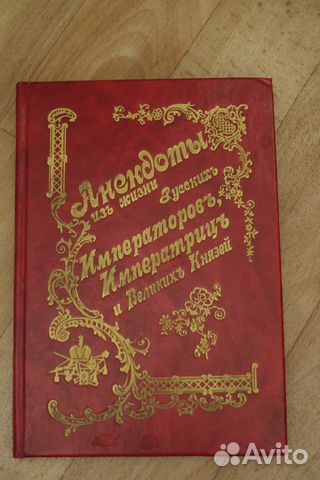 Анекдоты
изъ жизни Русскихъ
Императоровъ,
Императрицъ
и Великихъ Князей
Avito